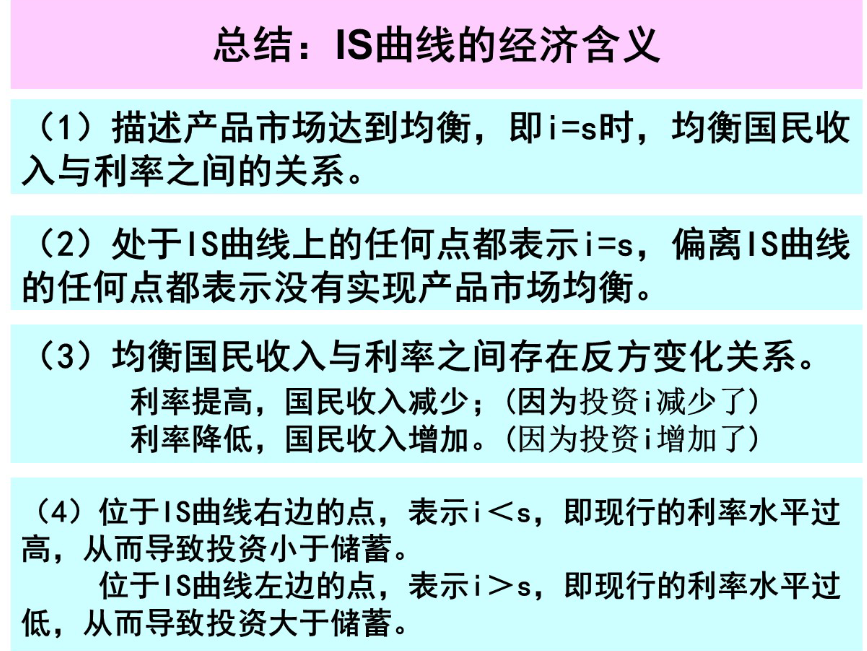 总结：IS曲线的经济含义
（1）描述产品市场达到均衡，即i=s时，均衡国民收
入与利率之间的关系。
（2）处于IS曲线上的任何点都表示i=s，偏离IS曲线
的任何点都表示没有实现产品市场均衡。
（3）均衡国民收入与利率之间存在反方变化关系。
利率提高，国民收入减少；(因为投资i减少了)
利率降低，国民收入增加。(因为投资i增加了)
（4）位于IS曲线右边的点，表示i＜s，即现行的利率水平过
高，从而导致投资小于储蓄。
位于IS曲线左边的点，表示i＞s，即现行的利率水平过
低，从而导致投资大于储蓄。